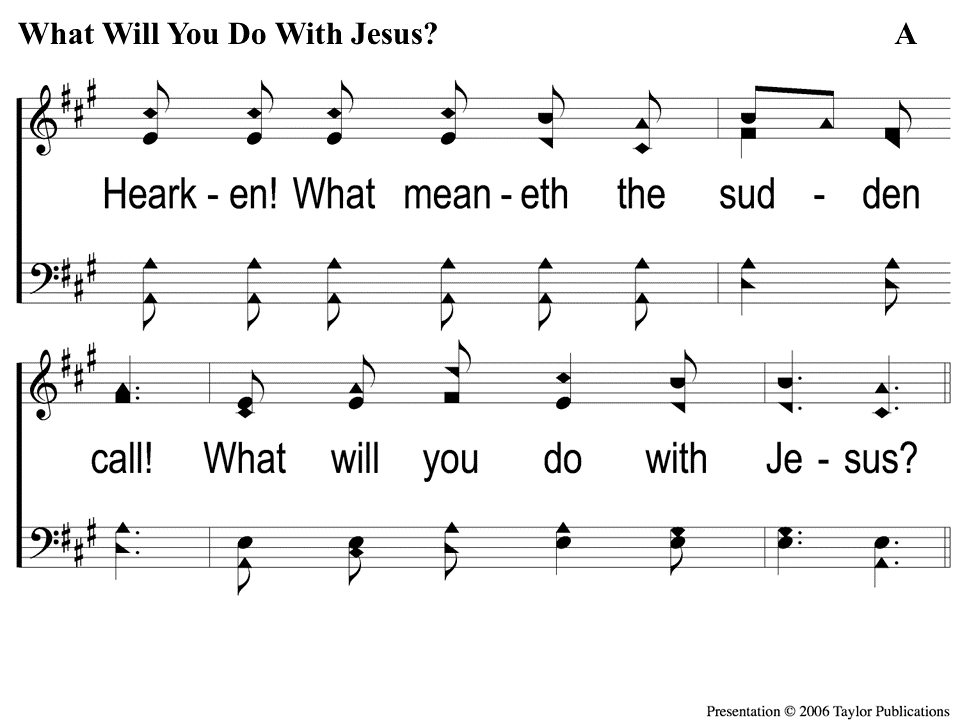 What Will You Do With Jesus? A
Heark - en! What mean - eth the sud - den
call! What will you do with Je - sus?
Presentation © 2006 Taylor Publications